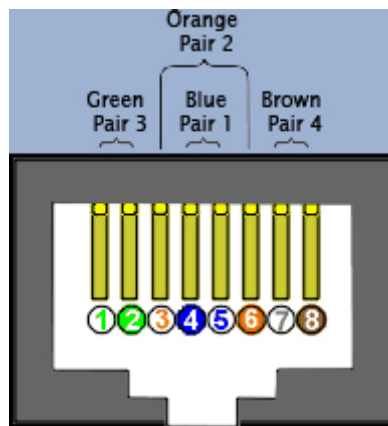 Orange
Pair 2
Green Blue Brown
Pair 3 Pair 1 Pair 4
1 2 3 4 5 6 7 8